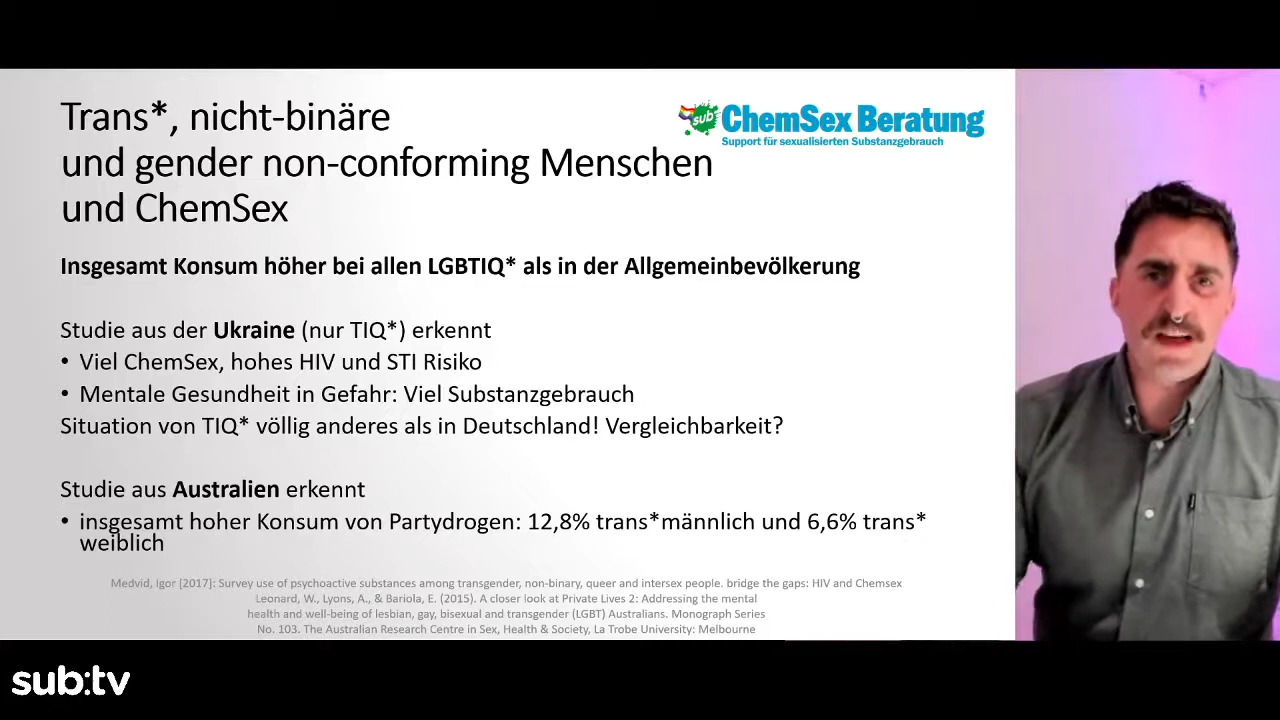 Trans*, nicht-binäre
und gender non-conforming Menschen
und ChemSex
sub
ChemSex Beratung
Support für sexualisierten Substanzgebrauch
Insgesamt Konsum höher bei allen LGBTIQ* als in der Allgemeinbevölkerung
Studie aus der Ukraine (nur TIQ*) erkennt
• Viel ChemSex, hohes HIV und STI Risiko
• Mentale Gesundheit in Gefahr: Viel Substanzgebrauch
Situation von TIQ* völlig anderes als in Deutschland! Vergleichbarkeit?
Studie aus Australien erkennt
• insgesamt hoher Konsum von Partydrogen: 12,8% trans*männlich und 6,6% trans*
weiblich
Medvid, Igor [2017]: Survey use of psychoactive substances among transgender, non-binary, queer and intersex people. bridge the gaps: HIV and Chemsex
Leonard, W., Lyons, A., & Bariola, E. (2015). A closer look at Private Lives 2: Addressing the mental
health and well-being of lesbian, gay, bisexual and transgender (LGBT) Australians. Monograph Series
No. 103. The Australian Research Centre in Sex, Health & Society, La Trobe University: Melbourne
sub:tv